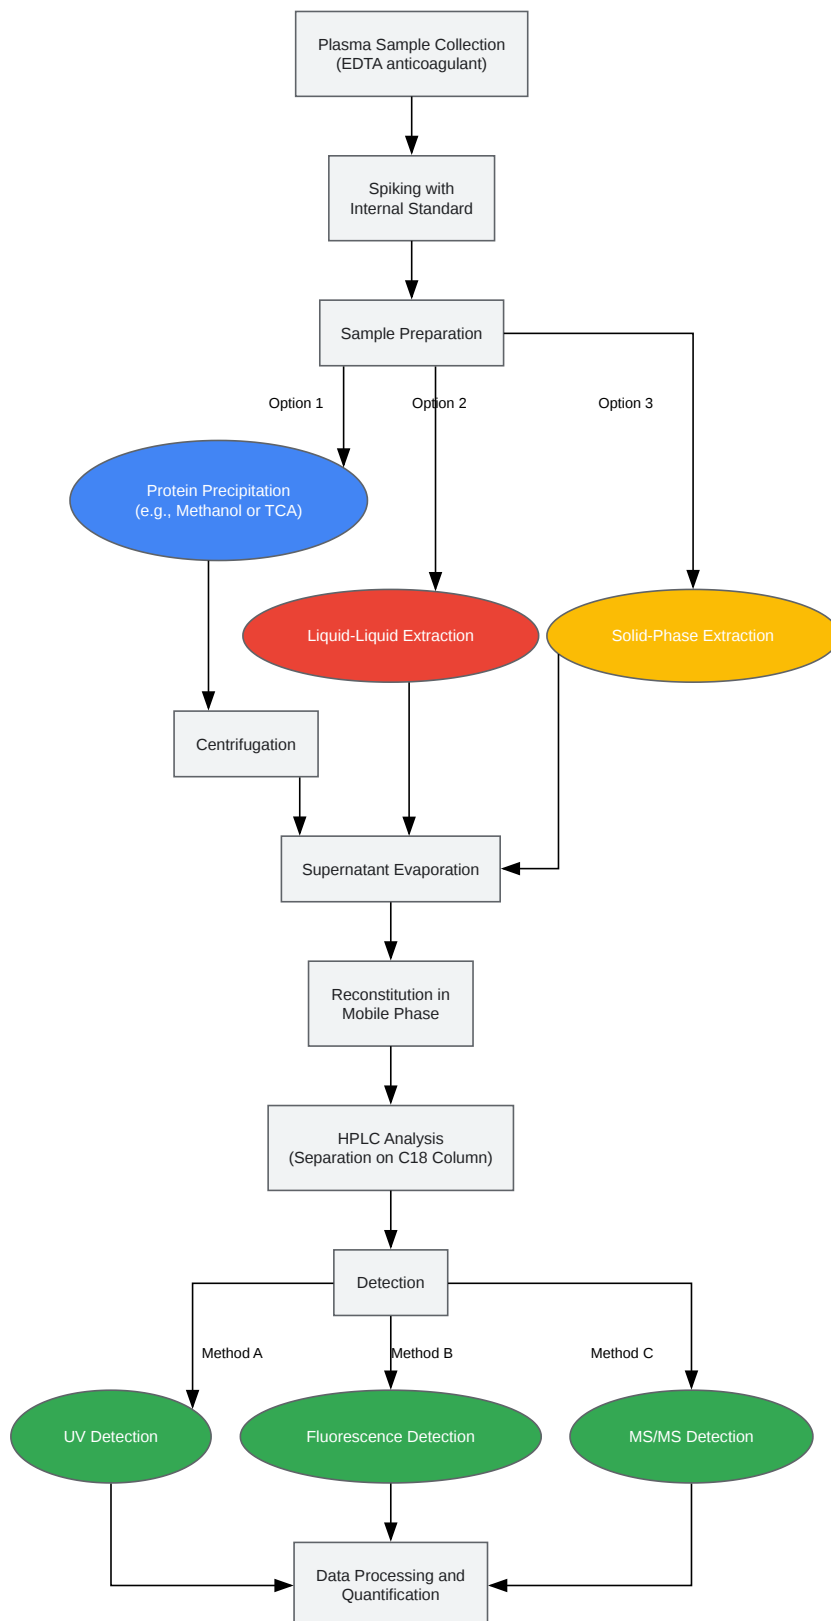 Plasma Sample Collection
(EDTA anticoagulant)
Spiking with
Internal Standard
Sample Preparation
Option 1
Option 2
Option 3
Protein Precipitation
(e.g., Methanol or TCA)
Liquid-Liquid Extraction
Solid-Phase Extraction
Centrifugation
Supernatant Evaporation
Reconstitution in
Mobile Phase
HPLC Analysis
(Separation on C18 Column)
Detection
Method A
Method B
Method C
UV Detection
Fluorescence Detection
MS/MS Detection
Data Processing and
Quantification